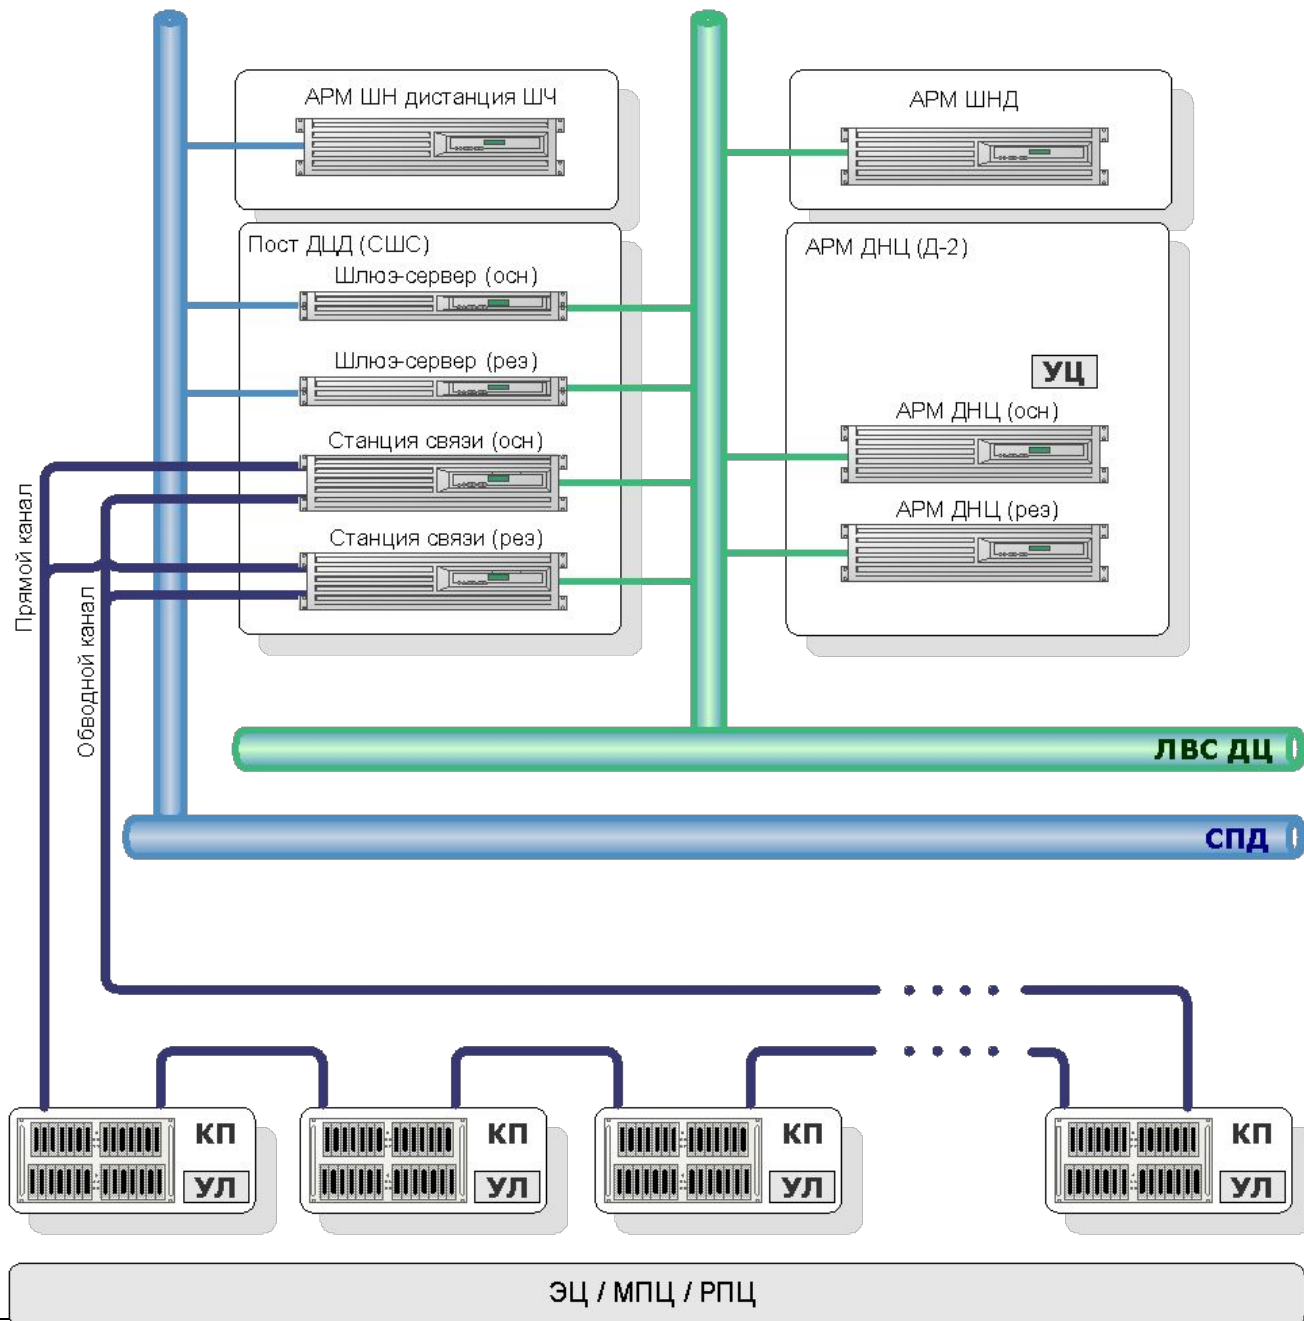 АРМ ШН дистанция ШЧ
АРМ ШНД
Пост ДЦД (СШС)
Шлюз-сервер (осн)
Шлюз-сервер (рез)
Станция связи (осн)
Станция связи (рез)
АРМ ДНЦ (Д-2)
УЦ
АРМ ДНЦ (осн)
АРМ ДНЦ (рез)
Прямой канал
Обводной канал
ЛВС ДЦ
СПД
КП
УЛ
КП
УЛ
КП
УЛ
КП
УЛ
ЭЦ / МПЦ / РПЦ